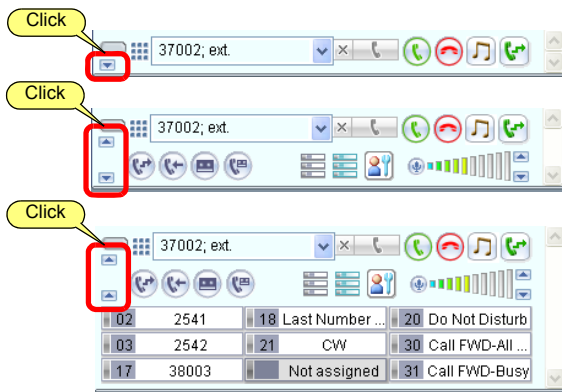 Click
37002; ext.
Click
37002; ext.
Click
37002; ext.
02 2541 18 Last Number ... 20 Do Not Disturb
03 2542 21 CW 30 Call FWD-All ...
17 38003 Not assigned 31 Call FWD-Busy